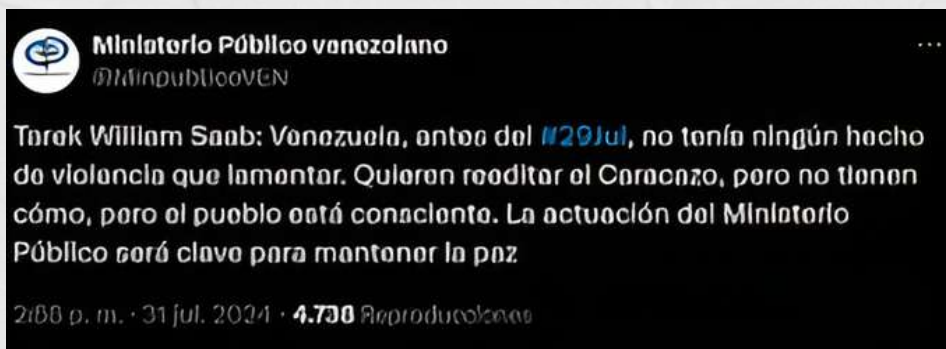 Ministerio Público venezolano
@MinpublicoVEN
Tarek William Saab: Venezuela, antes del #29Jul, no tenía ningún hecho
de violencia que lamentar. Quieren reeditar el Caracazo, pero no tienen
cómo, pero el pueblo está consciente. La actuación del Ministerio
Público será clave para mantener la paz
p. m. · 31 jul. 2024 · Reproducciones